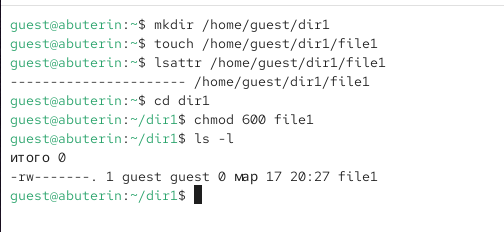 guest@abuterin:~$ mkdir /home/guest/dir1
guest@abuterin:~$ touch /home/guest/dir1/file1
guest@abuterin:~$ lsattr /home/guest/dir1/file1
---------------------- /home/guest/dir1/file1
guest@abuterin:~$ cd dir1
guest@abuterin:~/dir1$ chmod 600 file1
guest@abuterin:~/dir1$ ls -l
итого 0
-rw-------. 1 guest guest 0 мар 17 20:27 file1
guest@abuterin:~/dir1$